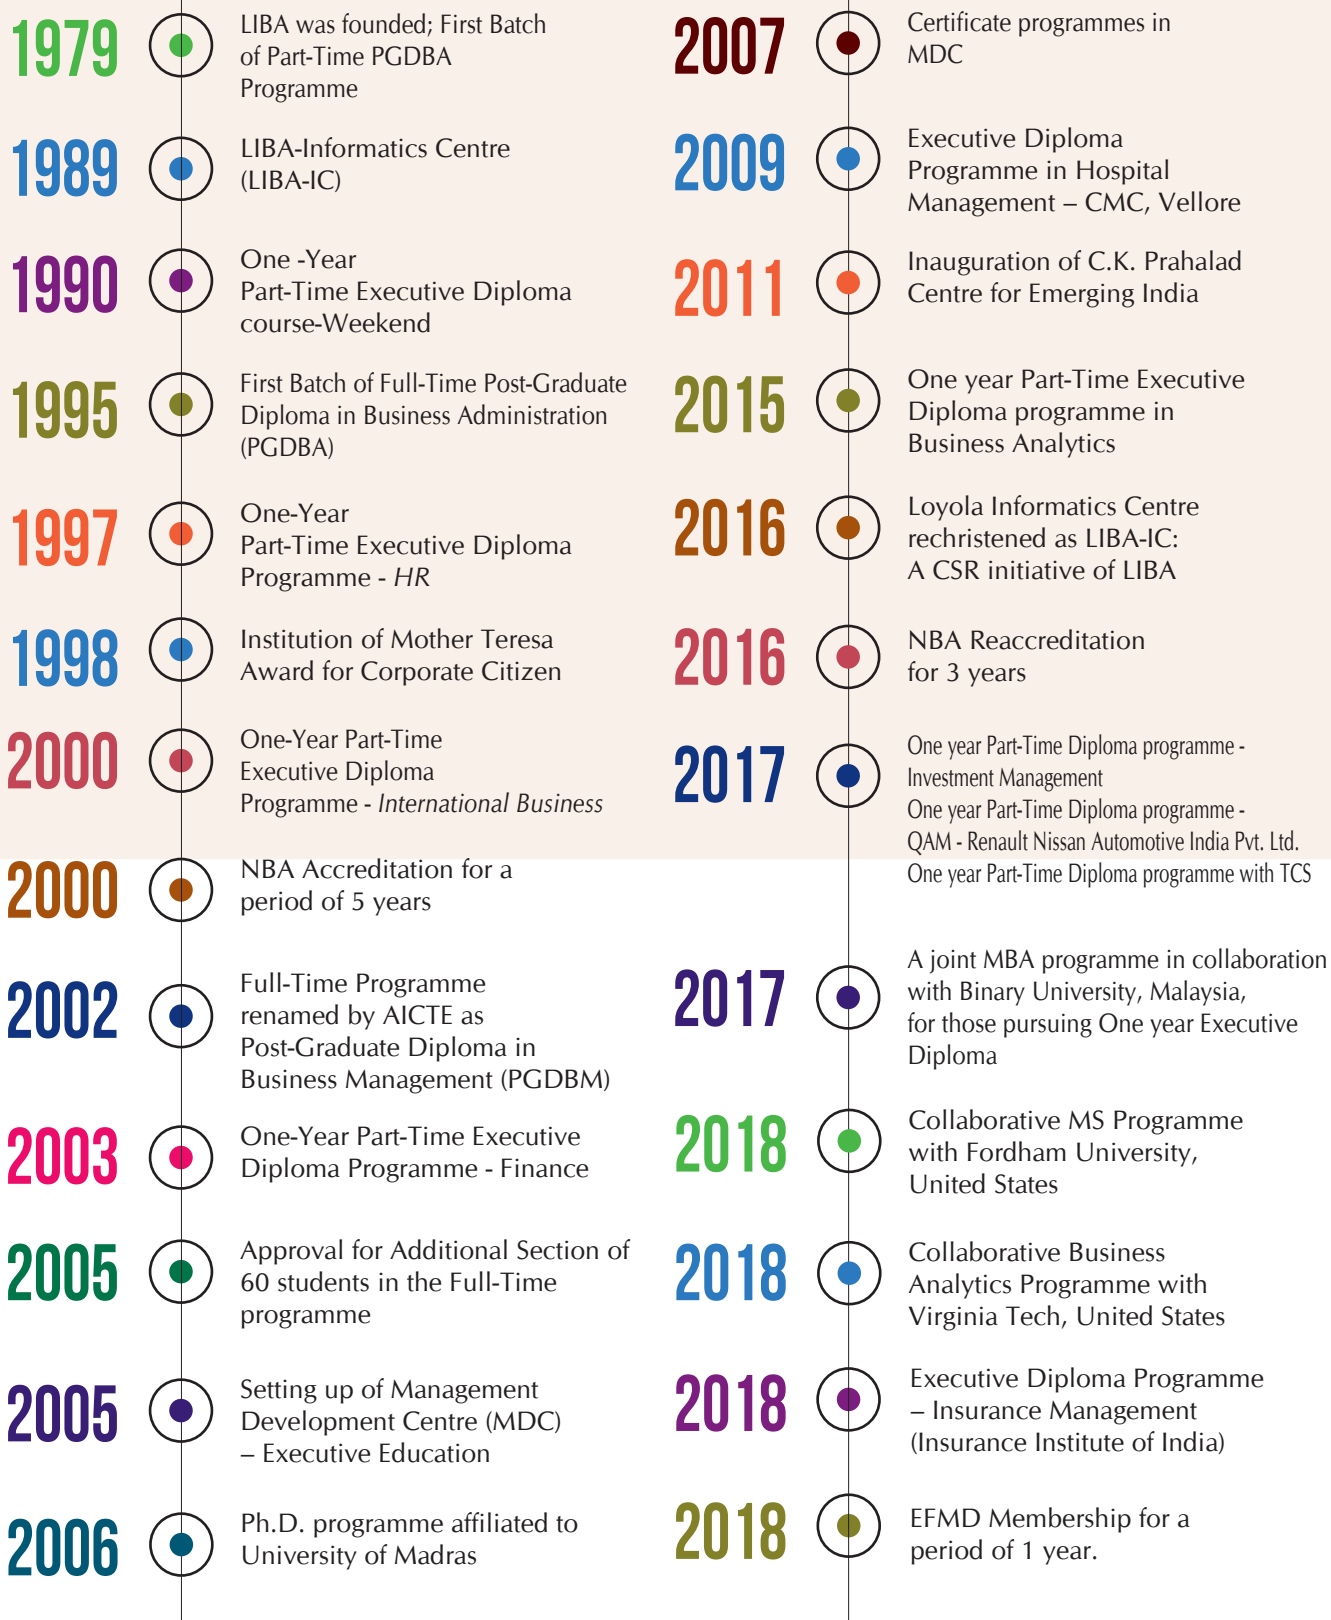 1979
LIBA was founded; First Batch
of Part-Time PGDBA
Programme
1989
LIBA-Informatics Centre
(LIBA-IC)
1990
One -Year
Part-Time Executive Diploma
course-Weekend
1995
First Batch of Full-Time Post-Graduate
Diploma in Business Administration
(PGDBA)
1997
One-Year
Part-Time Executive Diploma
Programme - HR
1998
Institution of Mother Teresa
Award for Corporate Citizen
2000
One-Year Part-Time
Executive Diploma
Programme - International Business
2000
NBA Accreditation for a
period of 5 years
2002
Full-Time Programme
renamed by AICTE as
Post-Graduate Diploma in
Business Management (PGDBM)
2003
One-Year Part-Time Executive
Diploma Programme - Finance
2005
Approval for Additional Section of
60 students in the Full-Time
programme
2005
Setting up of Management
Development Centre (MDC)
– Executive Education
2006
Ph.D. programme affiliated to
University of Madras
2007
Certificate programmes in
MDC
2009
Executive Diploma
Programme in Hospital
Management – CMC, Vellore
2011
Inauguration of C.K. Prahalad
Centre for Emerging India
2015
One year Part-Time Executive
Diploma programme in
Business Analytics
2016
Loyola Informatics Centre
rechristened as LIBA-IC:
A CSR initiative of LIBA
2016
NBA Reaccreditation
for 3 years
2017
One year Part-Time Diploma programme -
Investment Management
One year Part-Time Diploma programme -
QAM - Renault Nissan Automotive India Pvt. Ltd.
One year Part-Time Diploma programme with TCS
2017
A joint MBA programme in collaboration
with Binary University, Malaysia,
for those pursuing One year Executive
Diploma
2018
Collaborative MS Programme
with Fordham University,
United States
2018
Collaborative Business
Analytics Programme with
Virginia Tech, United States
2018
Executive Diploma Programme
– Insurance Management
(Insurance Institute of India)
2018
EFMD Membership for a
period of 1 year.